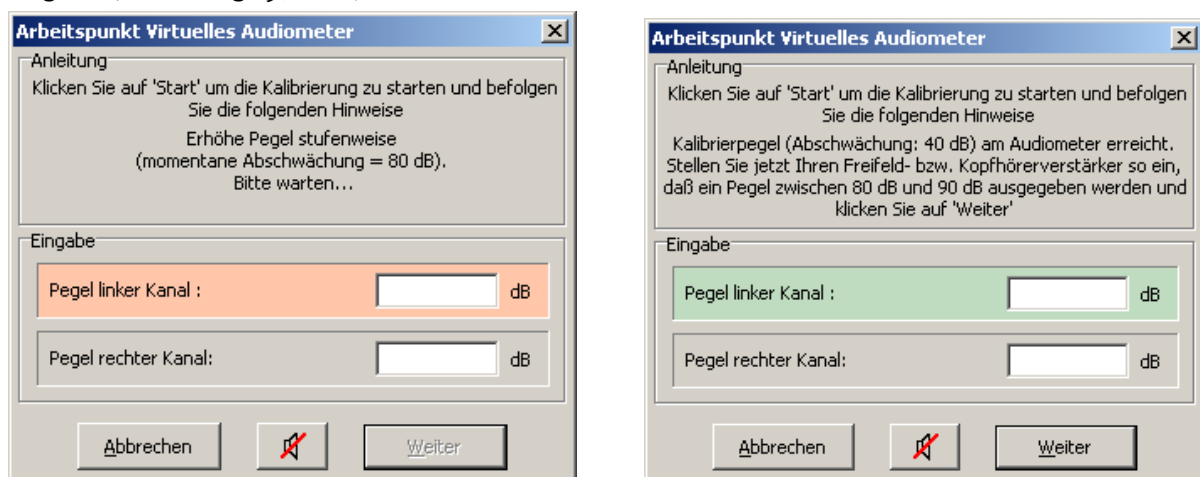 Arbeitspunkt Virtuelles Audiometer
Anleitung
Klicken Sie auf 'Start' um die Kalibrierung zu starten und befolgen
Sie die folgenden Hinweise
Erhöhe Pegel stufenweise
(momentane Abschwächung = 80 dB).
Bitte warten...
Eingabe
Pegel linker Kanal :
dB
Pegel rechter Kanal:
dB
Abbrechen
Weiter
Arbeitspunkt Virtuelles Audiometer
Anleitung
Klicken Sie auf 'Start' um die Kalibrierung zu starten und befolgen
Sie die folgenden Hinweise
Kalibrierpegel (Abschwächung: 40 dB) am Audiometer erreicht.
Stellen Sie jetzt Ihren Freifeld- bzw. Kopfhörerverstärker so ein,
daß ein Pegel zwischen 80 dB und 90 dB ausgegeben werden und
klicken Sie auf 'Weiter'
Eingabe
Pegel linker Kanal :
dB
Pegel rechter Kanal:
dB
Abbrechen
Weiter